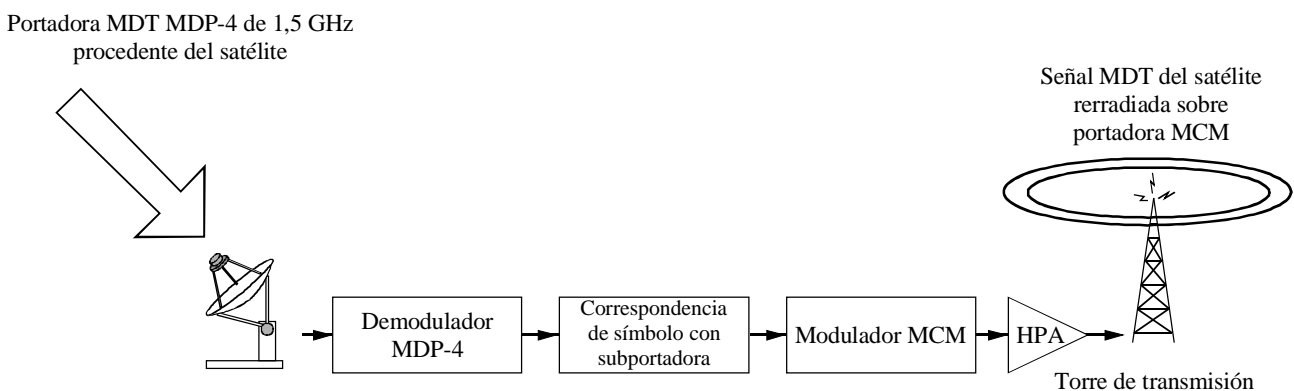 Portadora MDT MDP-4 de 1,5 GHz
procedente del satélite
Señal MDT del satélite
rerradiada sobre
portadora MCM
Demodulador
MDP-4
Correspondencia
de símbolo con
subportadora
Modulador MCM
HPA
Torre de transmisión